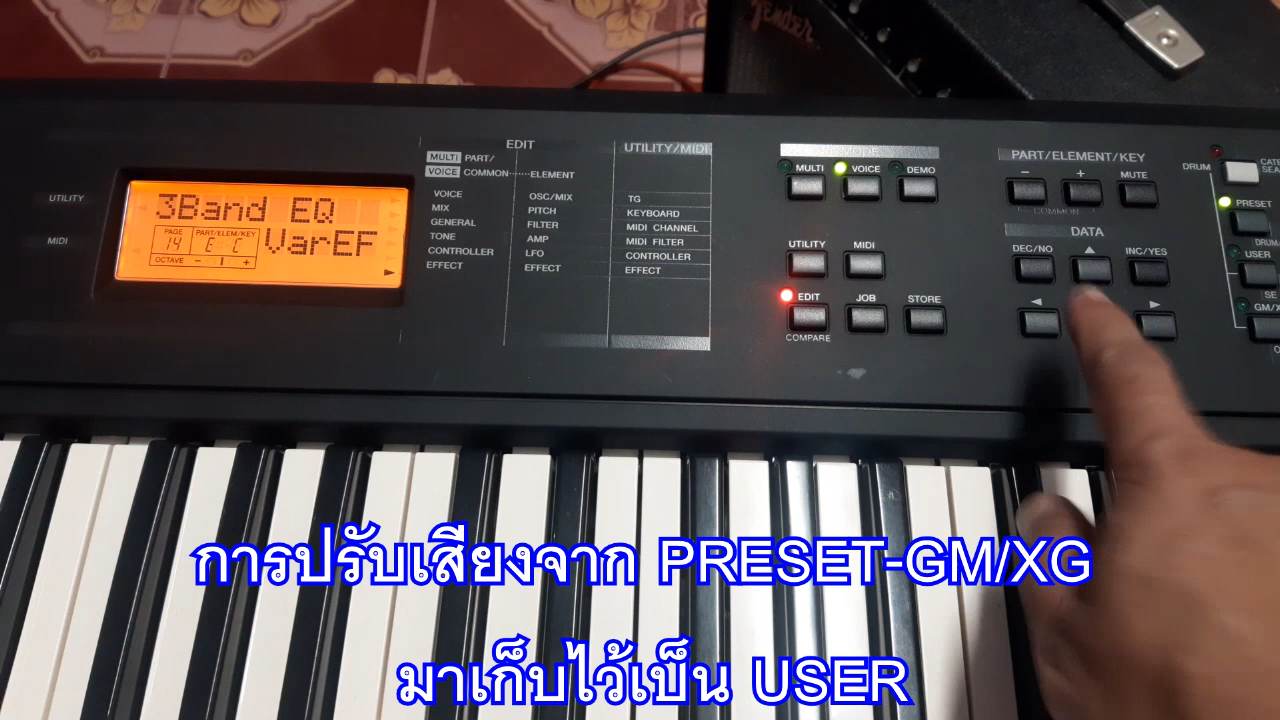 Fender
EDIT
UTILITY/MIDI
MULTI PART/
VOICE COMMON······ELEMENT
VOICE
MIX
GENERAL
TONE
CONTROLLER
EFFECT
OSC/MIX
PITCH
FILTER
AMP
LFO
EFFECT
TG
KEYBOARD
MIDI CHANNEL
MIDI FILTER
CONTROLLER
EFFECT
UTILITY
MIDI
3Band EQ
PAGE PART/ELEM/KEY
14 E C VarEF
OCTAVE − I +
MODE
MULTI VOICE DEMO
UTILITY MIDI
EDIT JOB STORE
COMPARE
PART/ELEMENT/KEY
− + MUTE
COMMON
DATA
DEC/NO INC/YES
DRUM
PRESET
USER
การปรับเสียงจาก PRESET-GM/XG
มาเก็บไว้เป็น USER